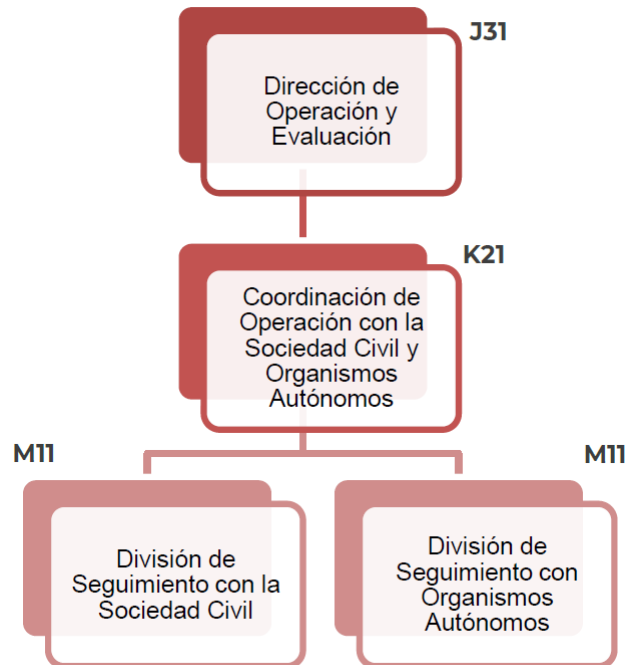 J31
Dirección de
Operación y
Evaluación
K21
Coordinación de
Operación con la
Sociedad Civil y
Organismos
Autónomos
M11
División de
Seguimiento con la
Sociedad Civil
M11
División de
Seguimiento con
Organismos
Autónomos